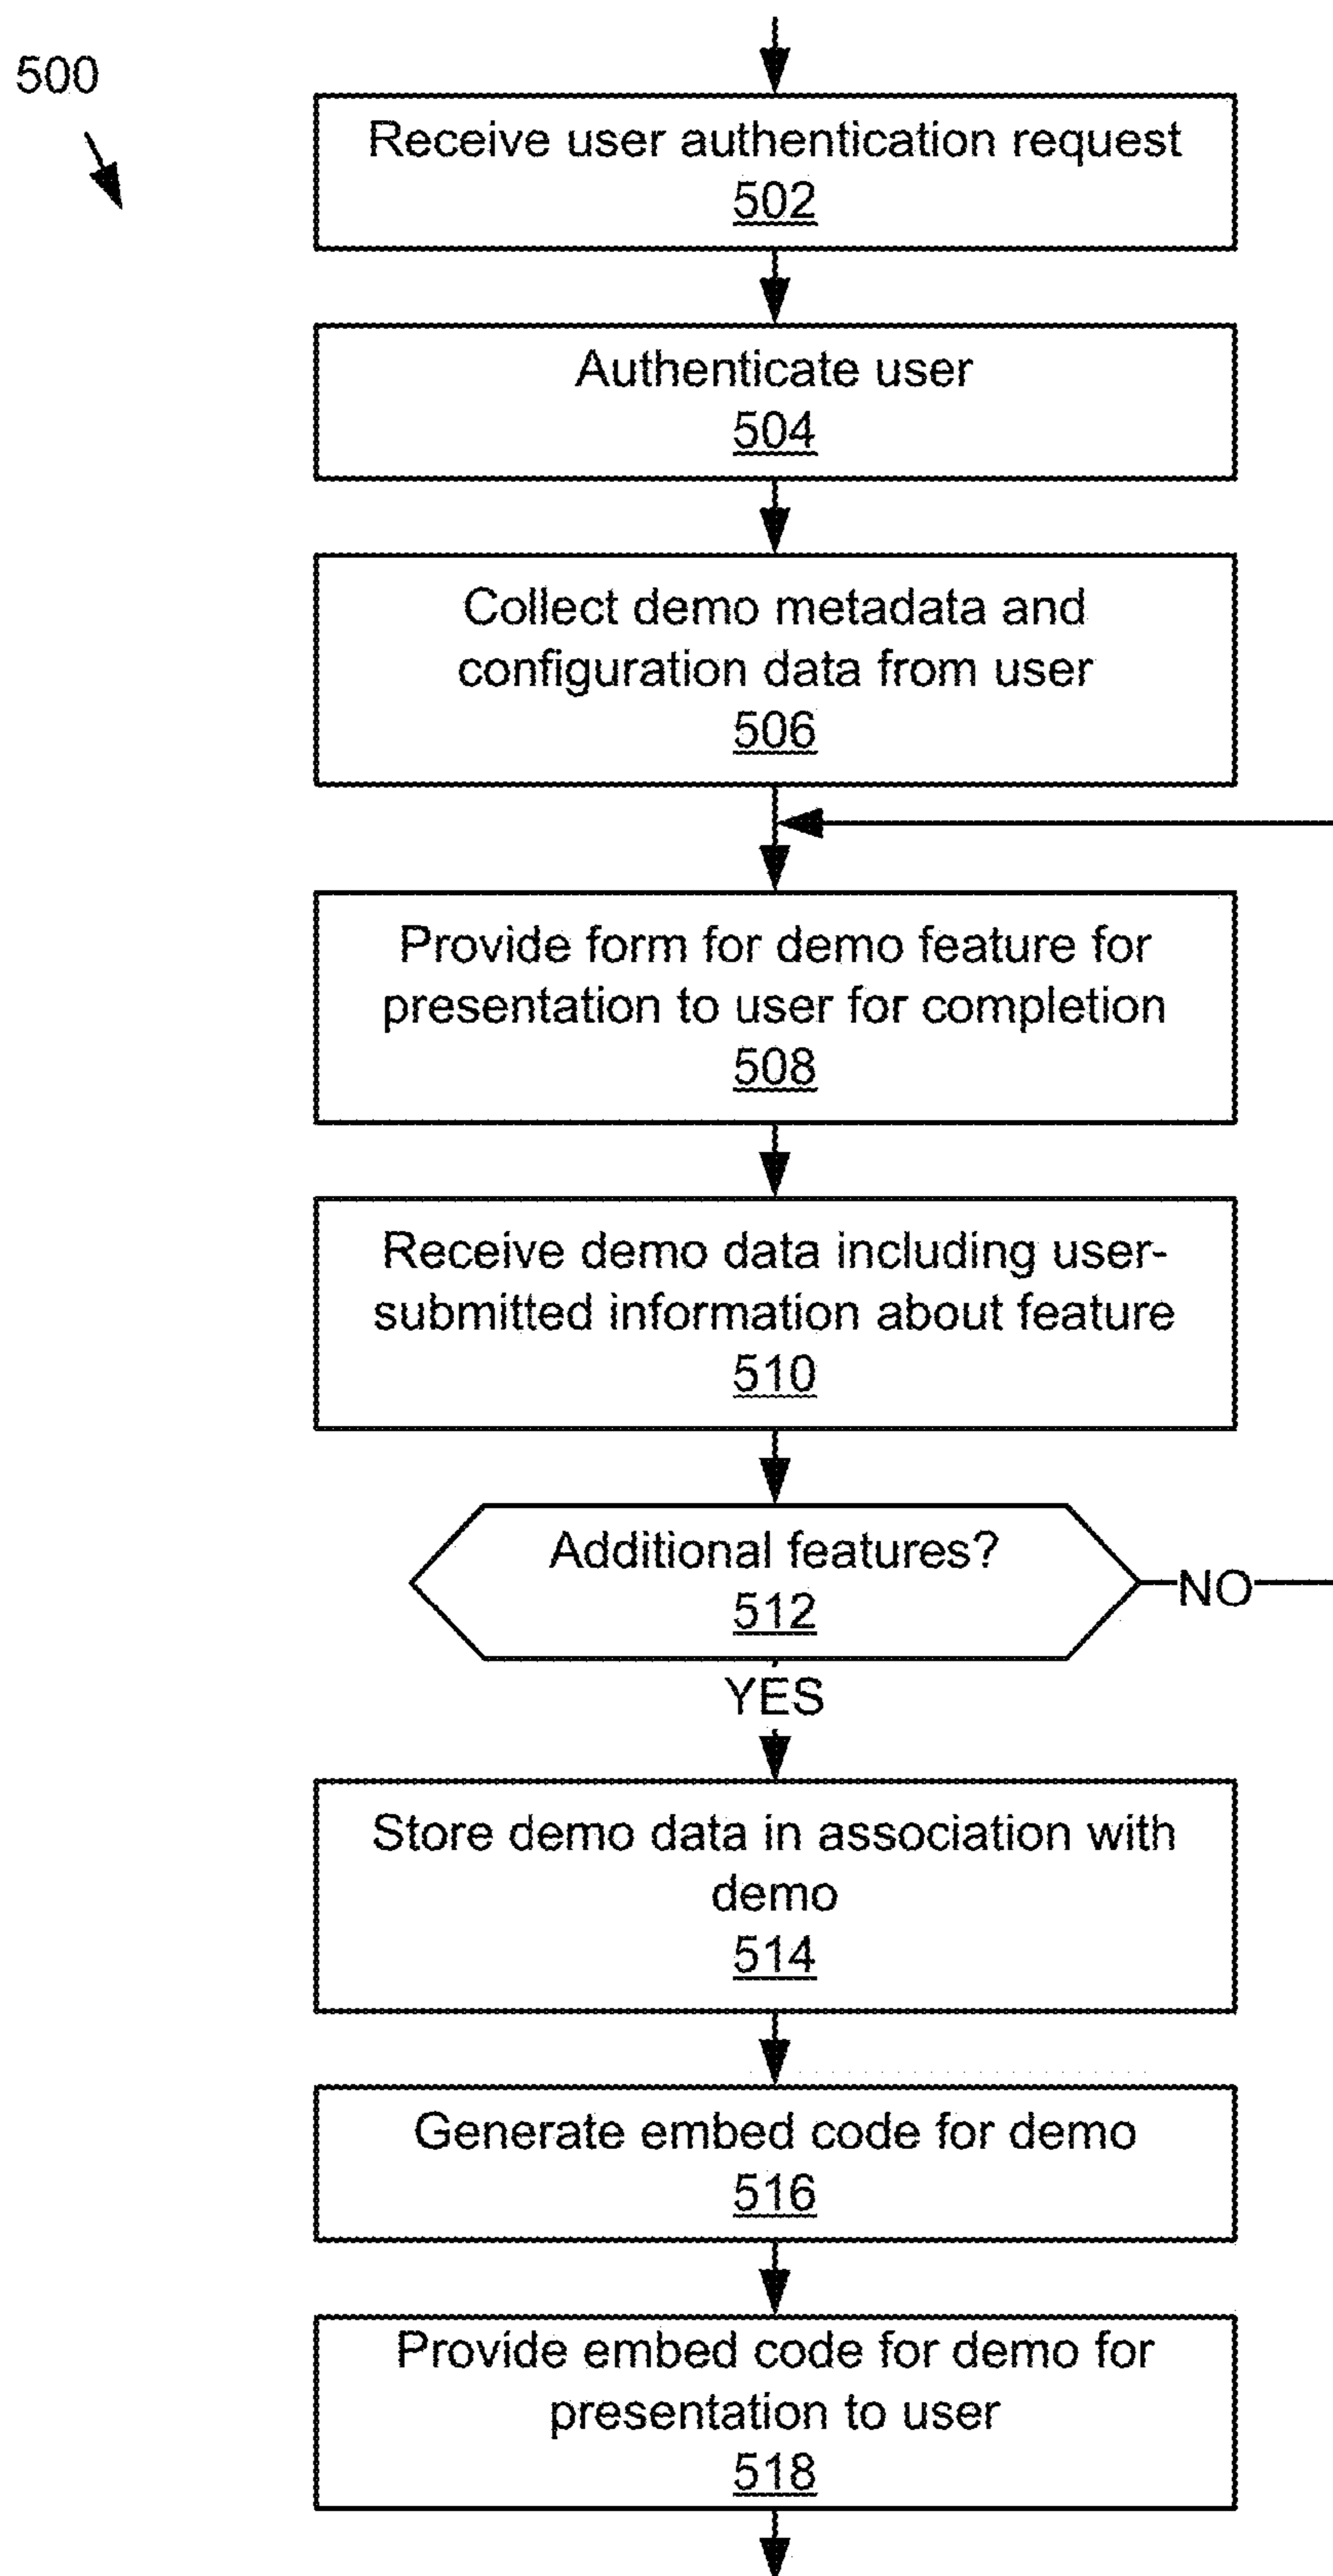 500
Receive user authentication request
502
Authenticate user
504
Collect demo metadata and
configuration data from user
506
Provide form for demo feature for
presentation to user for completion
508
Receive demo data including user-
submitted information about feature
510
Additional features?
512
NO
YES
Store demo data in association with
demo
514
Generate embed code for demo
516
Provide embed code for demo for
presentation to user
518